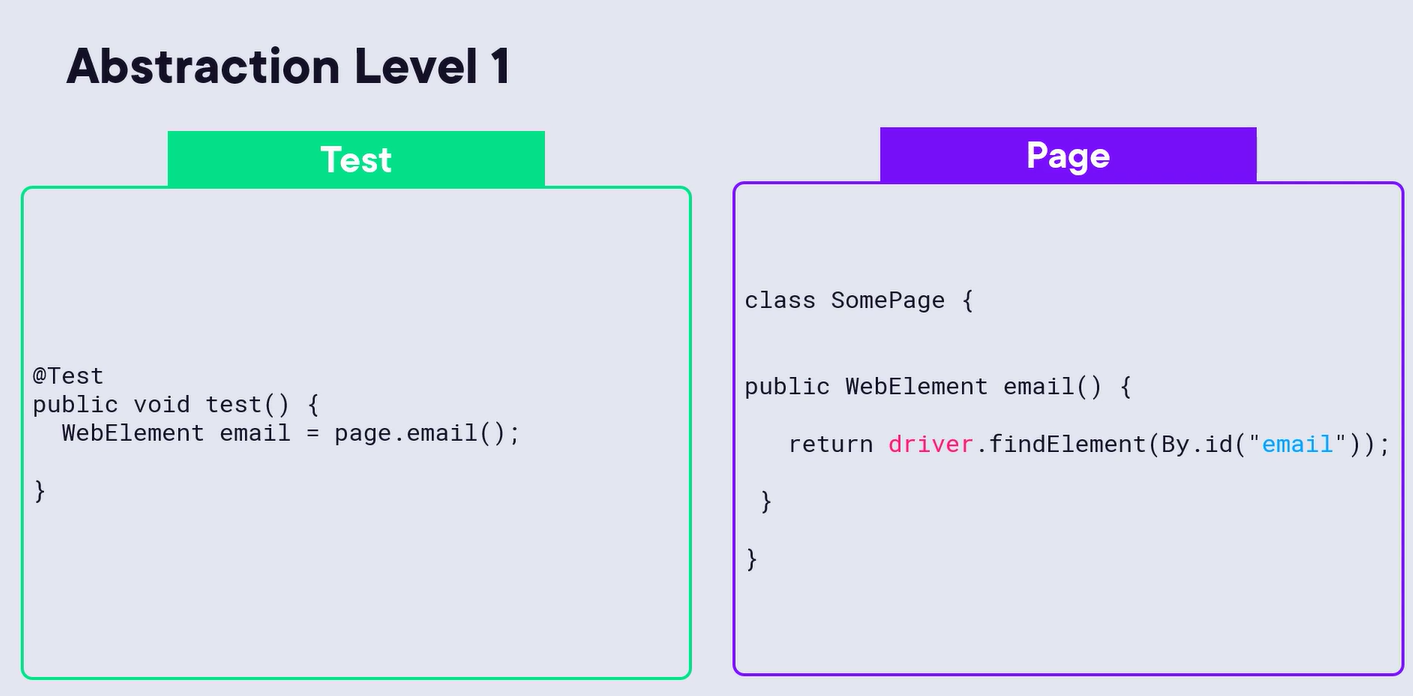 Abstraction Level 1
Test
@Test
public void test() {
  WebElement email = page.email();
}
Page
class SomePage {
public WebElement email() {
   return driver.findElement(By.id("email"));
 }
}